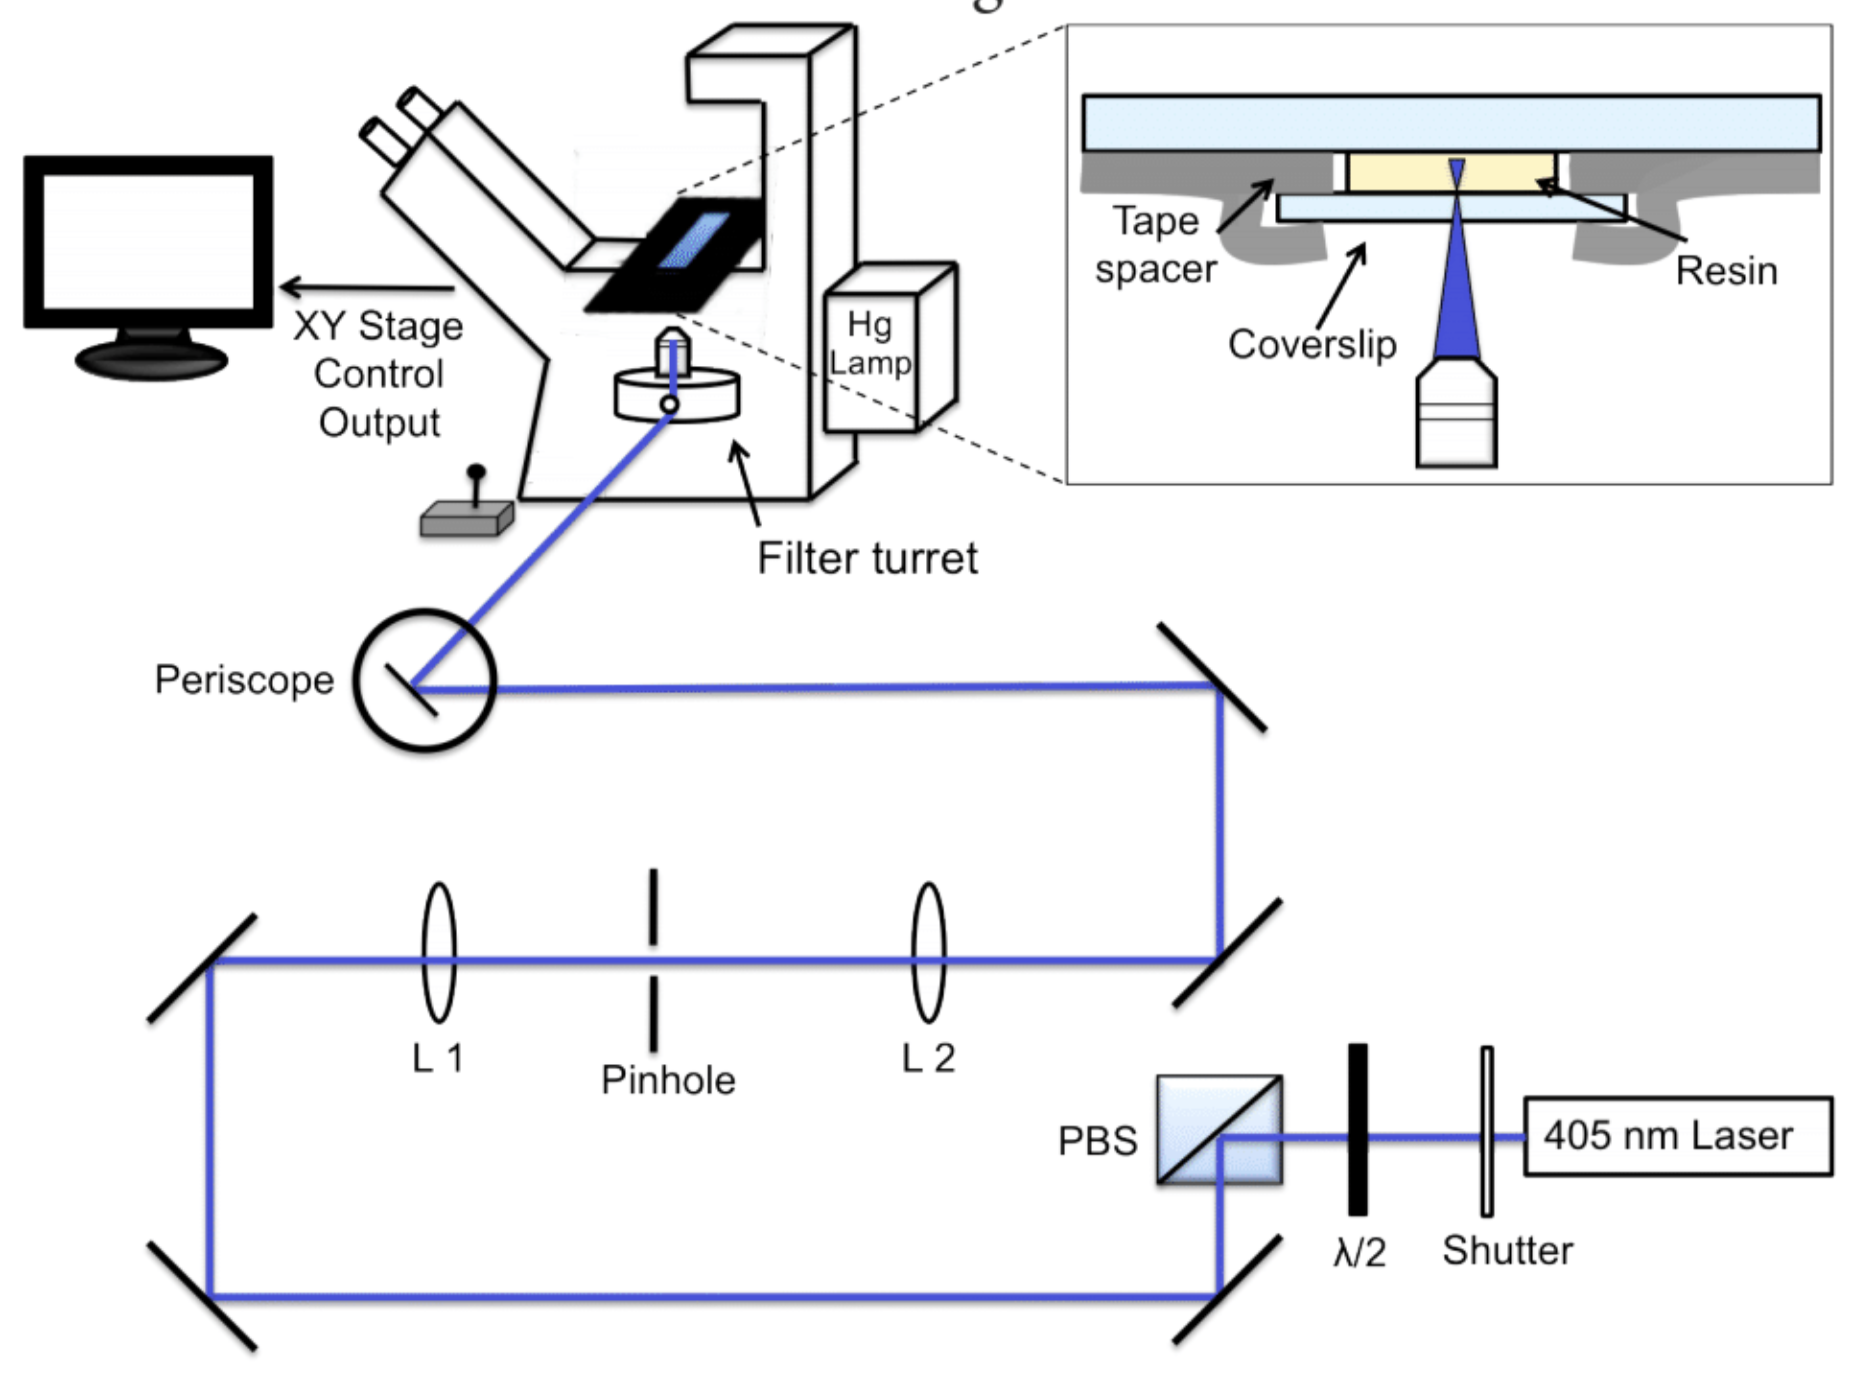 g
Hg
Lamp
XY Stage
Control
Output
Tape
spacer
Resin
Coverslip
Filter turret
Periscope
L 1
Pinhole
L 2
PBS
405 nm Laser
λ/2
Shutter